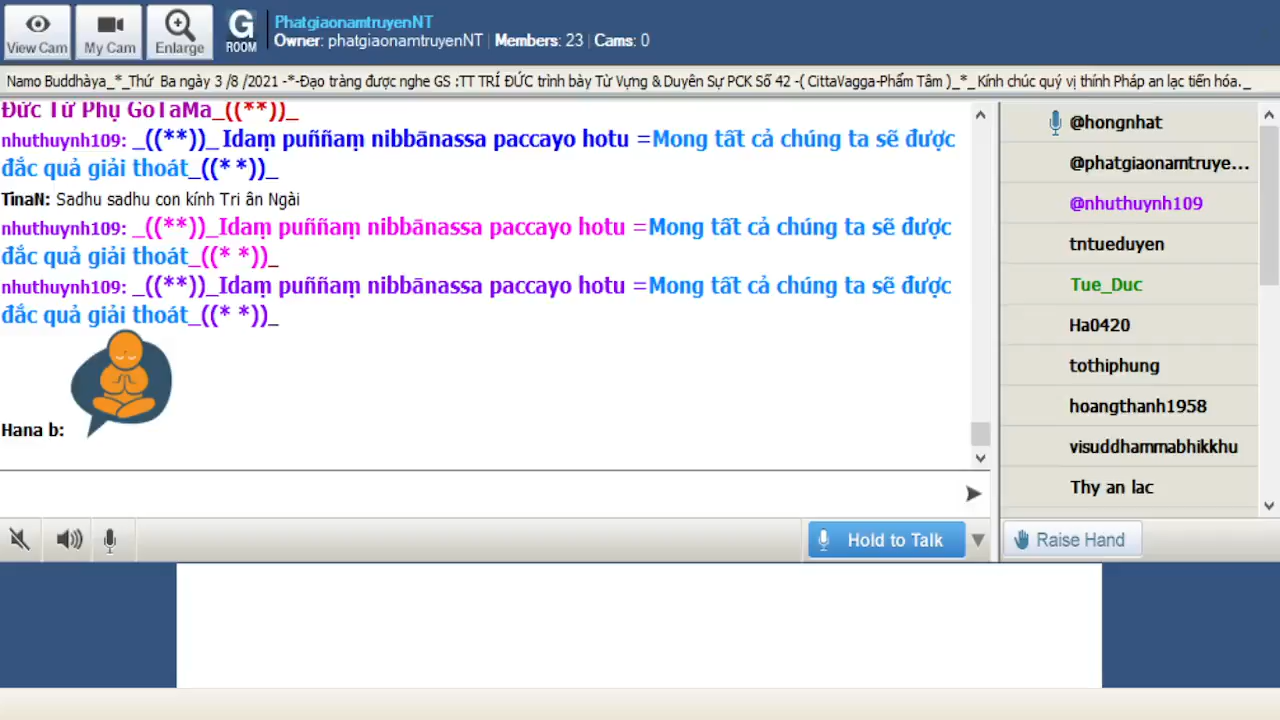 View Cam
My Cam
Enlarge
G
ROOM
PhatgiaonamtruyenNT
Owner: phatgiaonamtruyenNT | Members: 23 | Cams: 0
Namo Buddhàya_*_Thứ Ba ngày 3 /8 /2021 -*-Đạo tràng được nghe GS :TT TRÍ ĐỨC trình bày Từ Vựng & Duyên Sự PCK Số 42 -( CittaVagga-Phẩm Tâm )_*_ Kính chúc quý vị thính Pháp an lạc tiến hóa._
Đức Từ Phụ GoTaMa_((**))_
nhuthuynh109: _((**))_ Idaṃ puññaṃ nibbānassa paccayo hotu =Mong tất cả chúng ta sẽ được
đắc quả giải thoát_((* *))_
TinaN: Sadhu sadhu con kính Tri ân Ngài
nhuthuynh109: _((**))_Idaṃ puññaṃ nibbānassa paccayo hotu =Mong tất cả chúng ta sẽ được
đắc quả giải thoát_((* *))_
nhuthuynh109: _((**))_Idaṃ puññaṃ nibbānassa paccayo hotu =Mong tất cả chúng ta sẽ được
đắc quả giải thoát_((* *))_
Hana b:
@hongnhat
@phatgiaonamtruye...
@nhuthuynh109
tntueduyen
Tue_Duc
Ha0420
tothiphung
hoangthanh1958
visuddhammabhikkhu
Thy an lac
Hold to Talk
Raise Hand